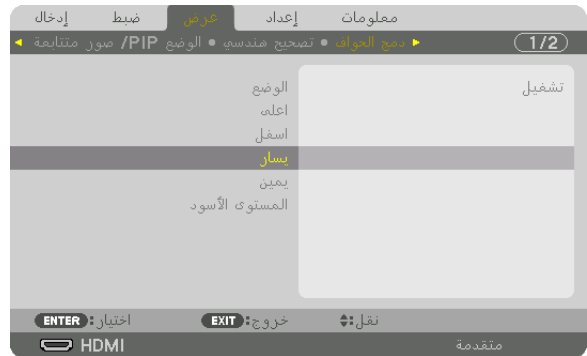 إدخال ضبط عرض إعداد معلومات
◄ دمج الحواف ● تصحيح هندسي ● الوضع PIP/ صور متتابعة ◄ 1/2
الوضع تشغيل
اعلى
اسفل
يسار
يمين
المستوى الأسود
ENTER: اختيار EXIT: خروج نقل:
HDMI متقدمة